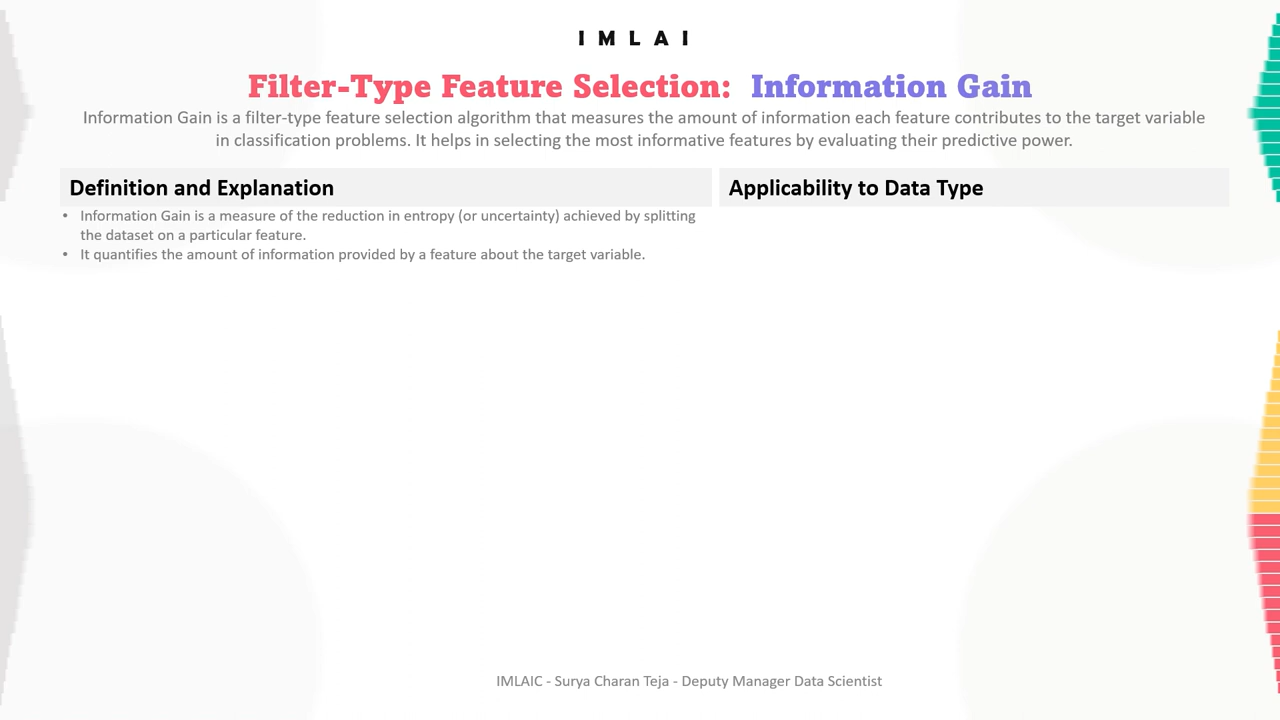 IMLAI
Filter-Type Feature Selection: Information Gain
Information Gain is a filter-type feature selection algorithm that measures the amount of information each feature contributes to the target variable
in classification problems. It helps in selecting the most informative features by evaluating their predictive power.
Definition and Explanation
• Information Gain is a measure of the reduction in entropy (or uncertainty) achieved by splitting
the dataset on a particular feature.
• It quantifies the amount of information provided by a feature about the target variable.
Applicability to Data Type
IMLAIC - Surya Charan Teja - Deputy Manager Data Scientist